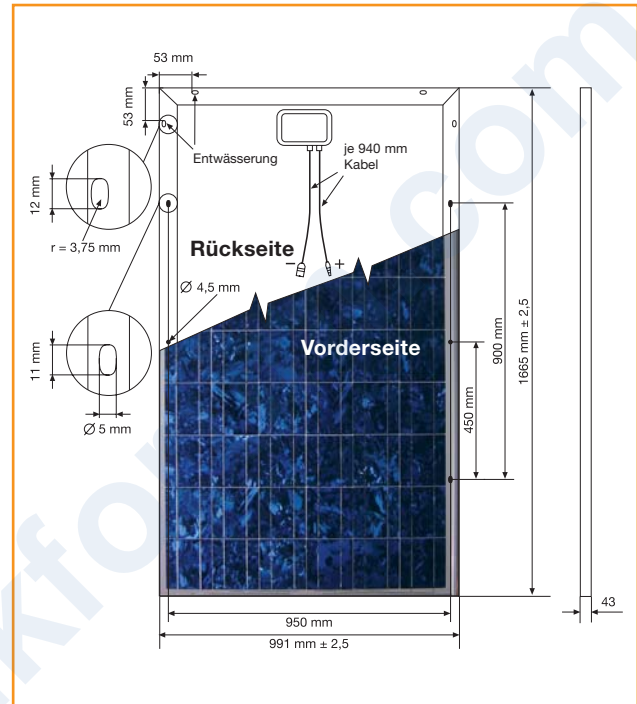 53 mm
53 mm
Entwässerung
je 940 mm
Kabel
12 mm
r = 3,75 mm
Rückseite
–
+
Ø 4,5 mm
Vorderseite
11 mm
Ø 5 mm
450 mm
900 mm
1665 mm ± 2,5
950 mm
991 mm ± 2,5
43